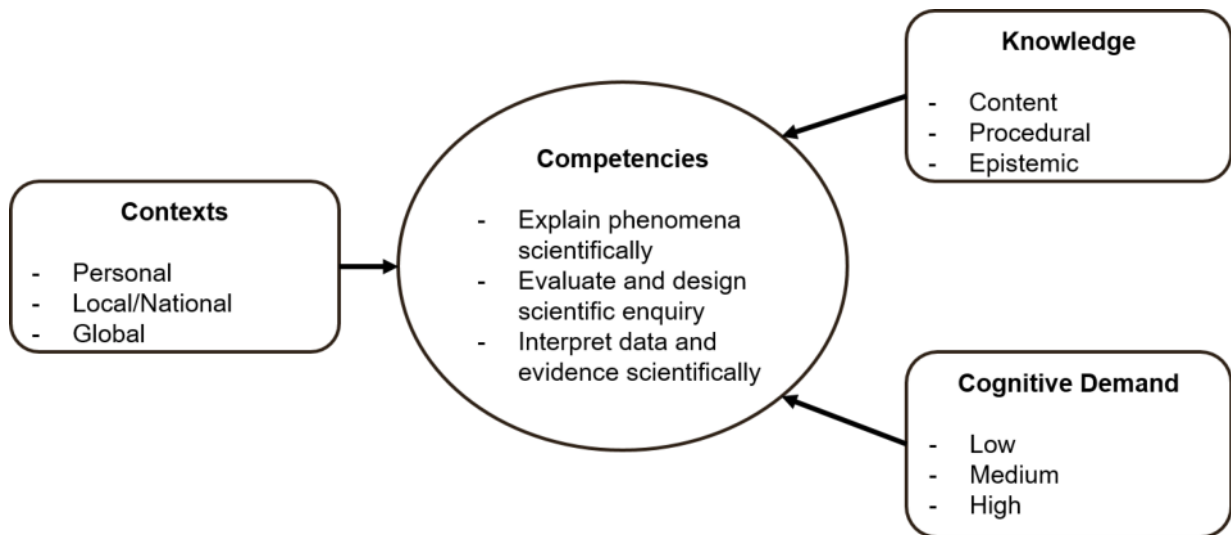 Contexts
- Personal
- Local/National
- Global
Competencies
- Explain phenomena
scientifically
- Evaluate and design
scientific enquiry
- Interpret data and
evidence scientifically
Knowledge
- Content
- Procedural
- Epistemic
Cognitive Demand
- Low
- Medium
- High